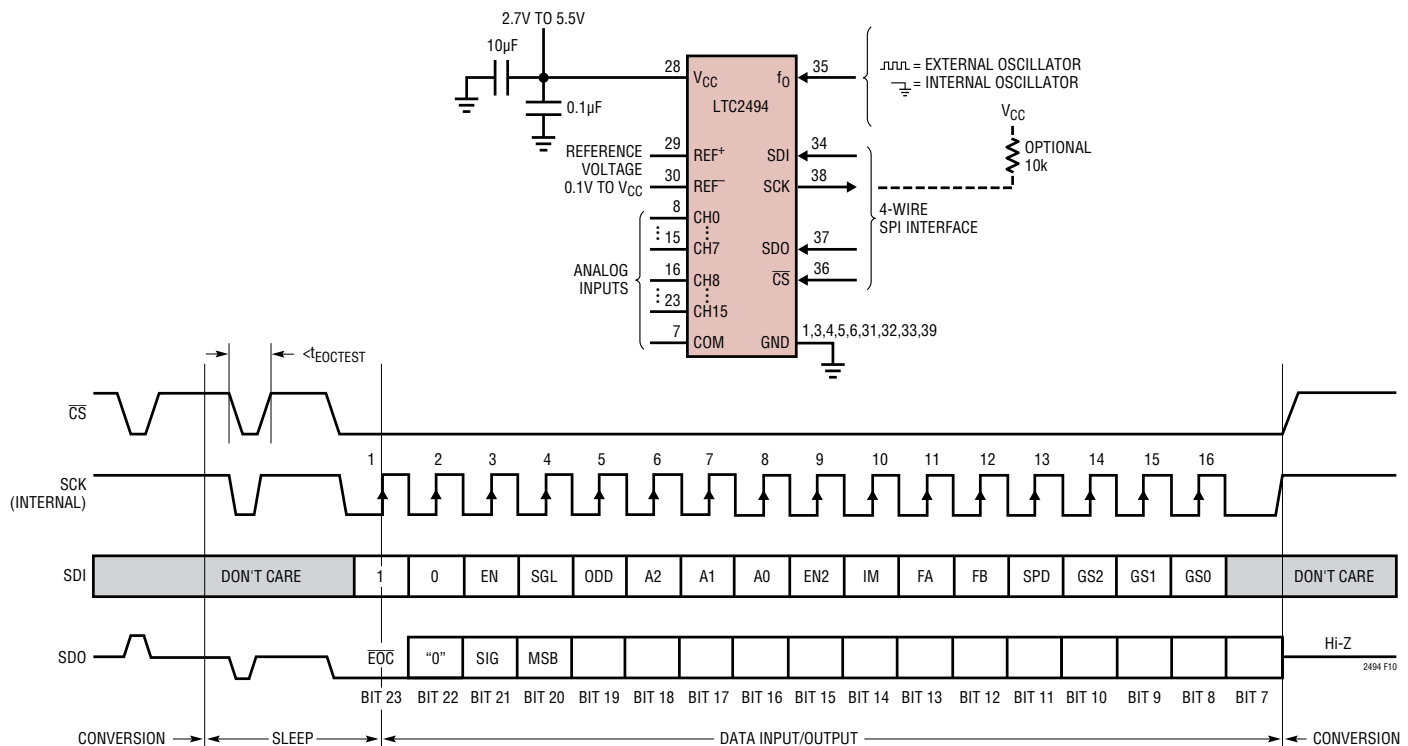 2.7V TO 5.5V
10µF
0.1µF
28
VCC
fO
35
LTC2494
= EXTERNAL OSCILLATOR
= INTERNAL OSCILLATOR
VCC
OPTIONAL
10k
REFERENCE
VOLTAGE
0.1V TO VCC
29
REF+
30
REF–
SDI
34
SCK
38
4-WIRE
SPI INTERFACE
SDO
37
CS
36
ANALOG
INPUTS
8
CH0
15
CH7
16
CH8
23
CH15
7
COM
GND
1,3,4,5,6,31,32,33,39
<tEOCTEST
CS
SCK
(INTERNAL)
1 2 3 4 5 6 7 8 9 10 11 12 13 14 15 16
SDI DON'T CARE 1 0 EN SGL ODD A2 A1 A0 EN2 IM FA FB SPD GS2 GS1 GS0 DON'T CARE
SDO EOC “0” SIG MSB Hi-Z
2494 F10
BIT 23 BIT 22 BIT 21 BIT 20 BIT 19 BIT 18 BIT 17 BIT 16 BIT 15 BIT 14 BIT 13 BIT 12 BIT 11 BIT 10 BIT 9 BIT 8 BIT 7
CONVERSION SLEEP DATA INPUT/OUTPUT CONVERSION